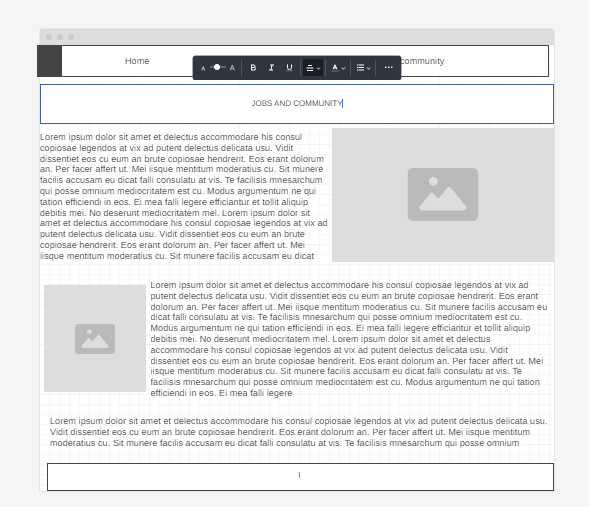 Home
community
A A B I U A
JOBS AND COMMUNITY
Lorem ipsum dolor sit amet et delectus accommodare his consul
copiosae legendos at vix ad putent delectus usu. Vidit
dissentiet eos cu eum an brute copiosae hendrerit. Eos erant dolorum
an. Per facer affert ut. Mei iisque mentitum moderatius cu. Sit munere
facilis accusam eu dicat falli consulatu at vis. Te facilisis mnesarchum
qui posse omnium mediocritatem est cu. Modus argumentum ne qui
tation efficiendi in eos. Ei mea falli legere efficiantur et tollit aliquip
debitis mei. No deserunt mediocritatem mel. Lorem ipsum dolor sit
amet et delectus accommodare his consul copiosae legendos at vix ad
putent delectus usu. Vidit dissentiet eos cu eum an brute
copiosae hendrerit. Eos erant dolorum an. Per facer affert ut. Mei
iisque mentitum moderatius cu. Sit munere facilis accusam eu dicat
Lorem ipsum dolor sit amet et delectus accommodare his consul copiosae legendos at vix ad
putent delectus usu. Vidit dissentiet eos cu eum an brute copiosae hendrerit. Eos erant
dolorum an. Per facer affert ut. Mei iisque mentitum moderatius cu. Sit munere facilis accusam eu
dicat falli consulatu at vis. Te facilisis mnesarchum qui posse omnium mediocritatem est cu.
Modus argumentum ne qui tation efficiendi in eos. Ei mea falli legere efficiantur et tollit aliquip
debitis mei. No deserunt mediocritatem mel. Lorem ipsum dolor sit amet et delectus
accommodare his consul copiosae legendos at vix ad putent delectus usu. Vidit
dissentiet eos cu eum an brute copiosae hendrerit. Eos erant dolorum an. Per facer affert ut. Mei
iisque mentitum moderatius cu. Sit munere facilis accusam eu dicat falli consulatu at vis. Te
facilisis mnesarchum qui posse omnium mediocritatem est cu. Modus argumentum ne qui tation
efficiendi in eos. Ei mea falli legere
Lorem ipsum dolor sit amet et delectus accommodare his consul copiosae legendos at vix ad putent delectus usu.
Vidit dissentiet eos cu eum an brute copiosae hendrerit. Eos erant dolorum an. Per facer affert ut. Mei iisque mentitum
moderatius cu. Sit munere facilis accusam eu dicat falli consulatu at vis. Te facilisis mnesarchum qui posse omnium
I